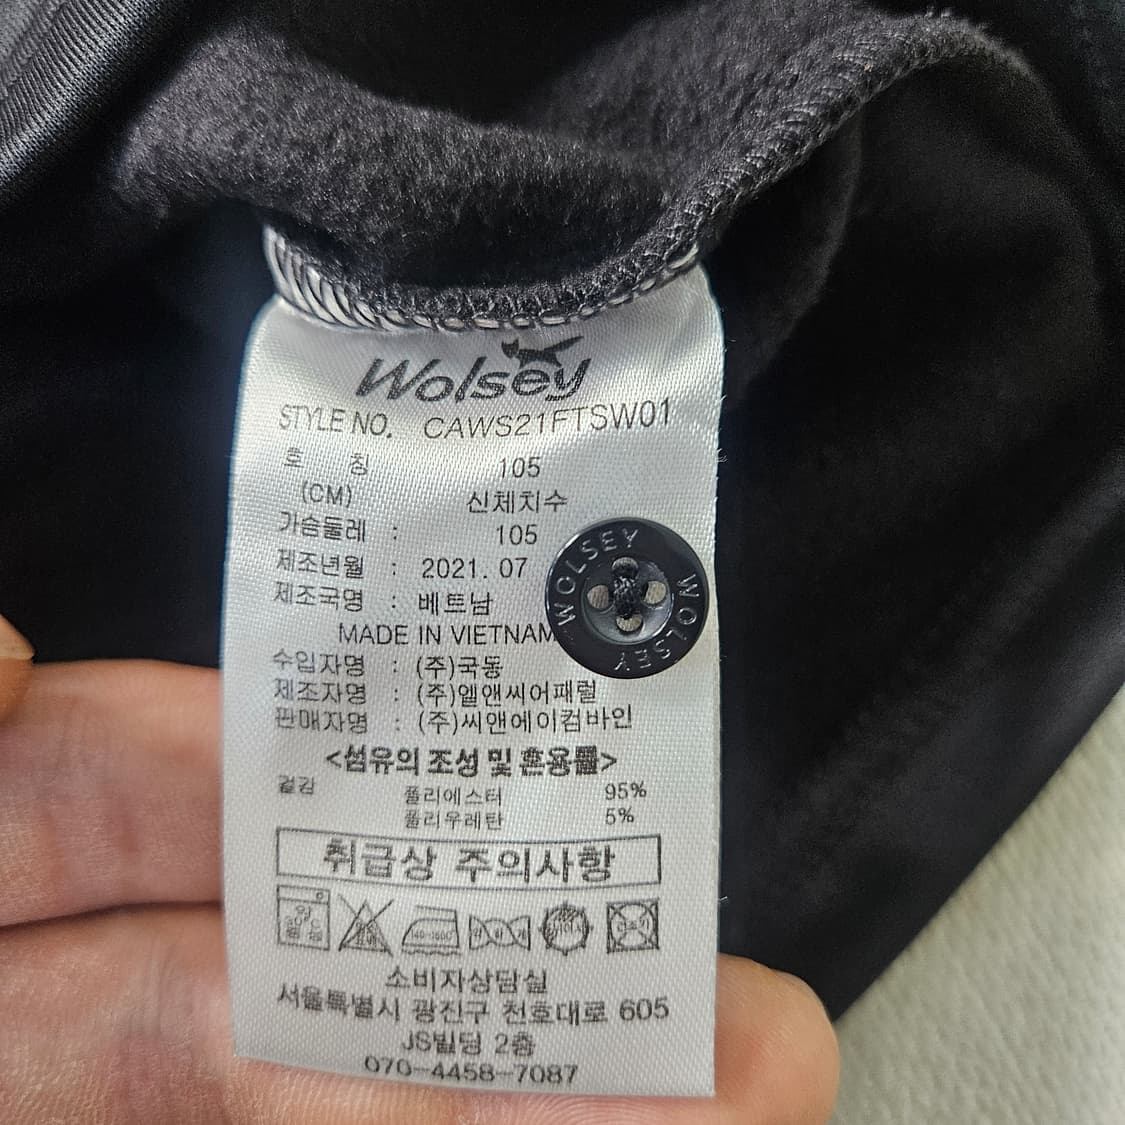 Wolsey
STYLE NO. CAWS21FTSW01
호 칭 105
(CM) 신체치수
가슴둘레 : 105
제조년월 : 2021. 07
제조국명 : 베트남
MADE IN VIETNAM
WOLSEY WOLSEY
수입자명 : (주)국동
제조자명 : (주)엘앤씨어패럴
판매자명 : (주)씨앤에이컴바인
<섬유의 조성 및 혼용률>
겉감 폴리에스터 95%
폴리우레탄 5%
취급상 주의사항
소비자상담실
서울특별시 광진구 천호대로 605
JS빌딩 2층
070-4458-7087